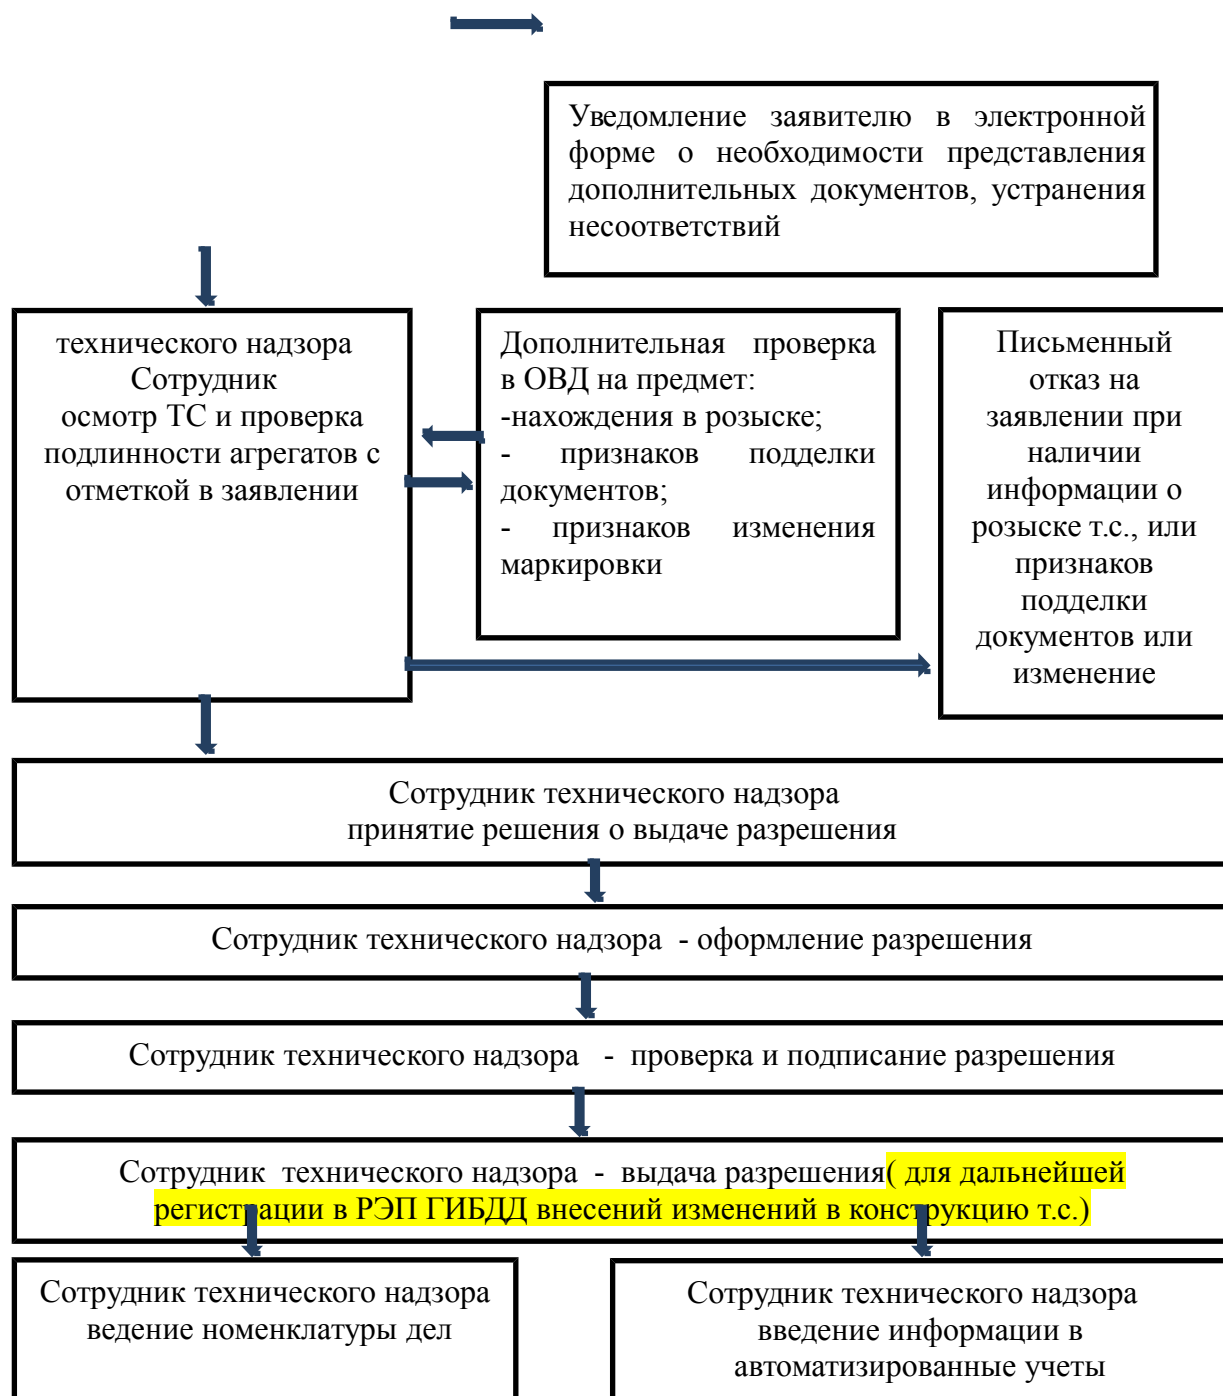 Уведомление заявителю в электронной
форме о необходимости представления
дополнительных документов, устранения
несоответствий
технического надзора
Сотрудник
осмотр ТС и проверка
подлинности агрегатов с
отметкой в заявлении
Дополнительная проверка
в ОВД на предмет:
-нахождения в розыске;
- признаков подделки
документов;
- признаков изменения
маркировки
Письменный
отказ на
заявлении при
наличии
информации о
розыске т.с., или
признаков
подделки
документов или
изменение
Сотрудник технического надзора
принятие решения о выдаче разрешения
Сотрудник технического надзора - оформление разрешения
Сотрудник технического надзора - проверка и подписание разрешения
Сотрудник технического надзора - выдача разрешения( для дальнейшей
регистрации в РЭП ГИБДД внесений изменений в конструкцию т.с.)
Сотрудник технического надзора
ведение номенклатуры дел
Сотрудник технического надзора
введение информации в
автоматизированные учеты